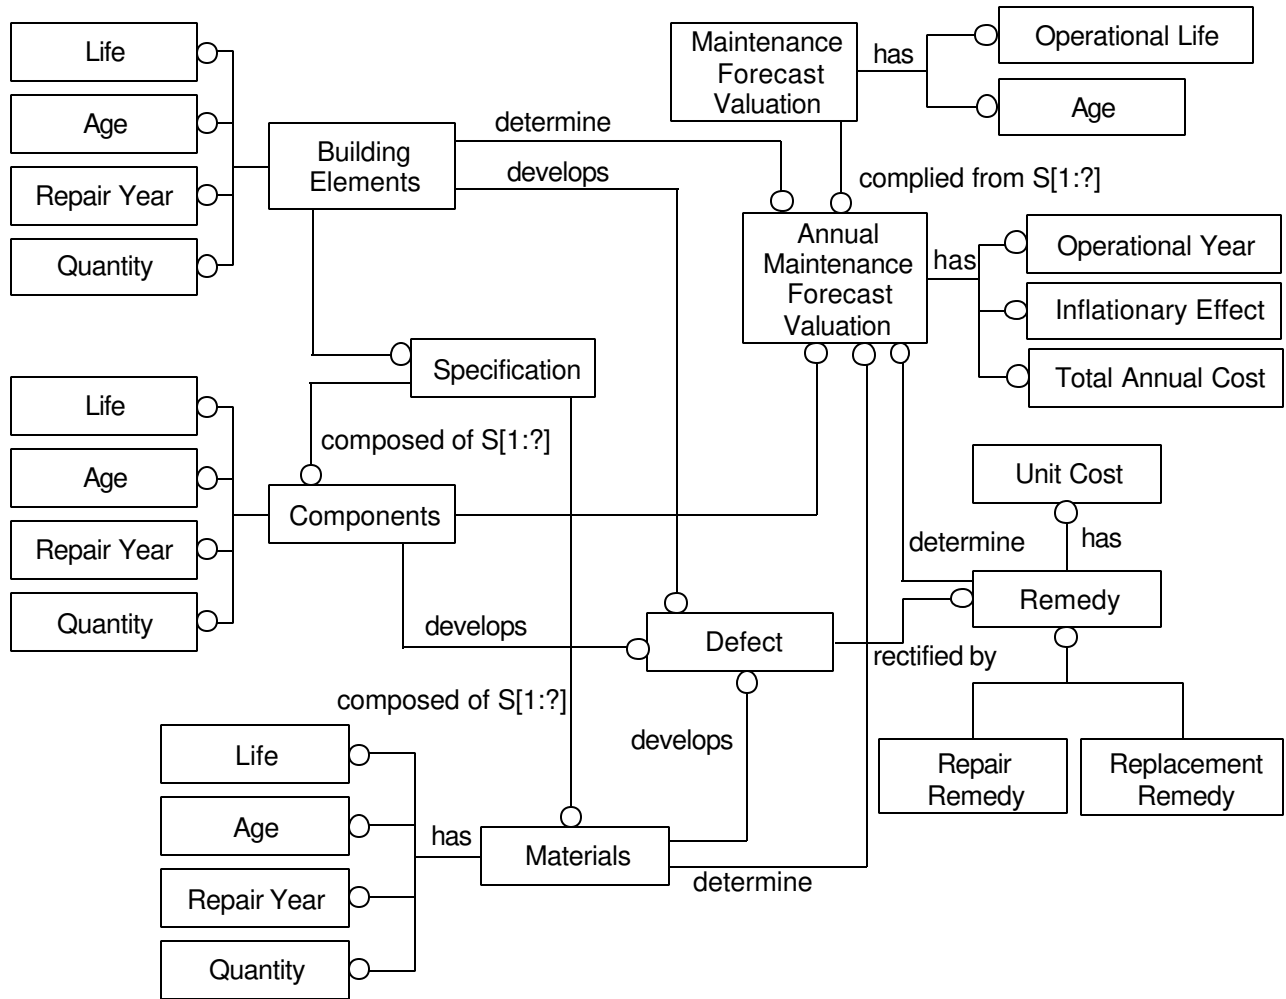 Life
Age
Repair Year
Quantity
Building
Elements
determine
develops
Maintenance
Forecast
Valuation
has
Operational Life
Age
complied from S[1:?]
Annual
Maintenance
Forecast
Valuation
has
Operational Year
Inflationary Effect
Total Annual Cost
Specification
composed of S[1:?]
Life
Age
Repair Year
Quantity
Components
develops
Unit Cost
has
determine
Remedy
Defect
rectified by
composed of S[1:?]
develops
Repair
Remedy
Replacement
Remedy
Life
Age
Repair Year
Quantity
has
Materials
determine